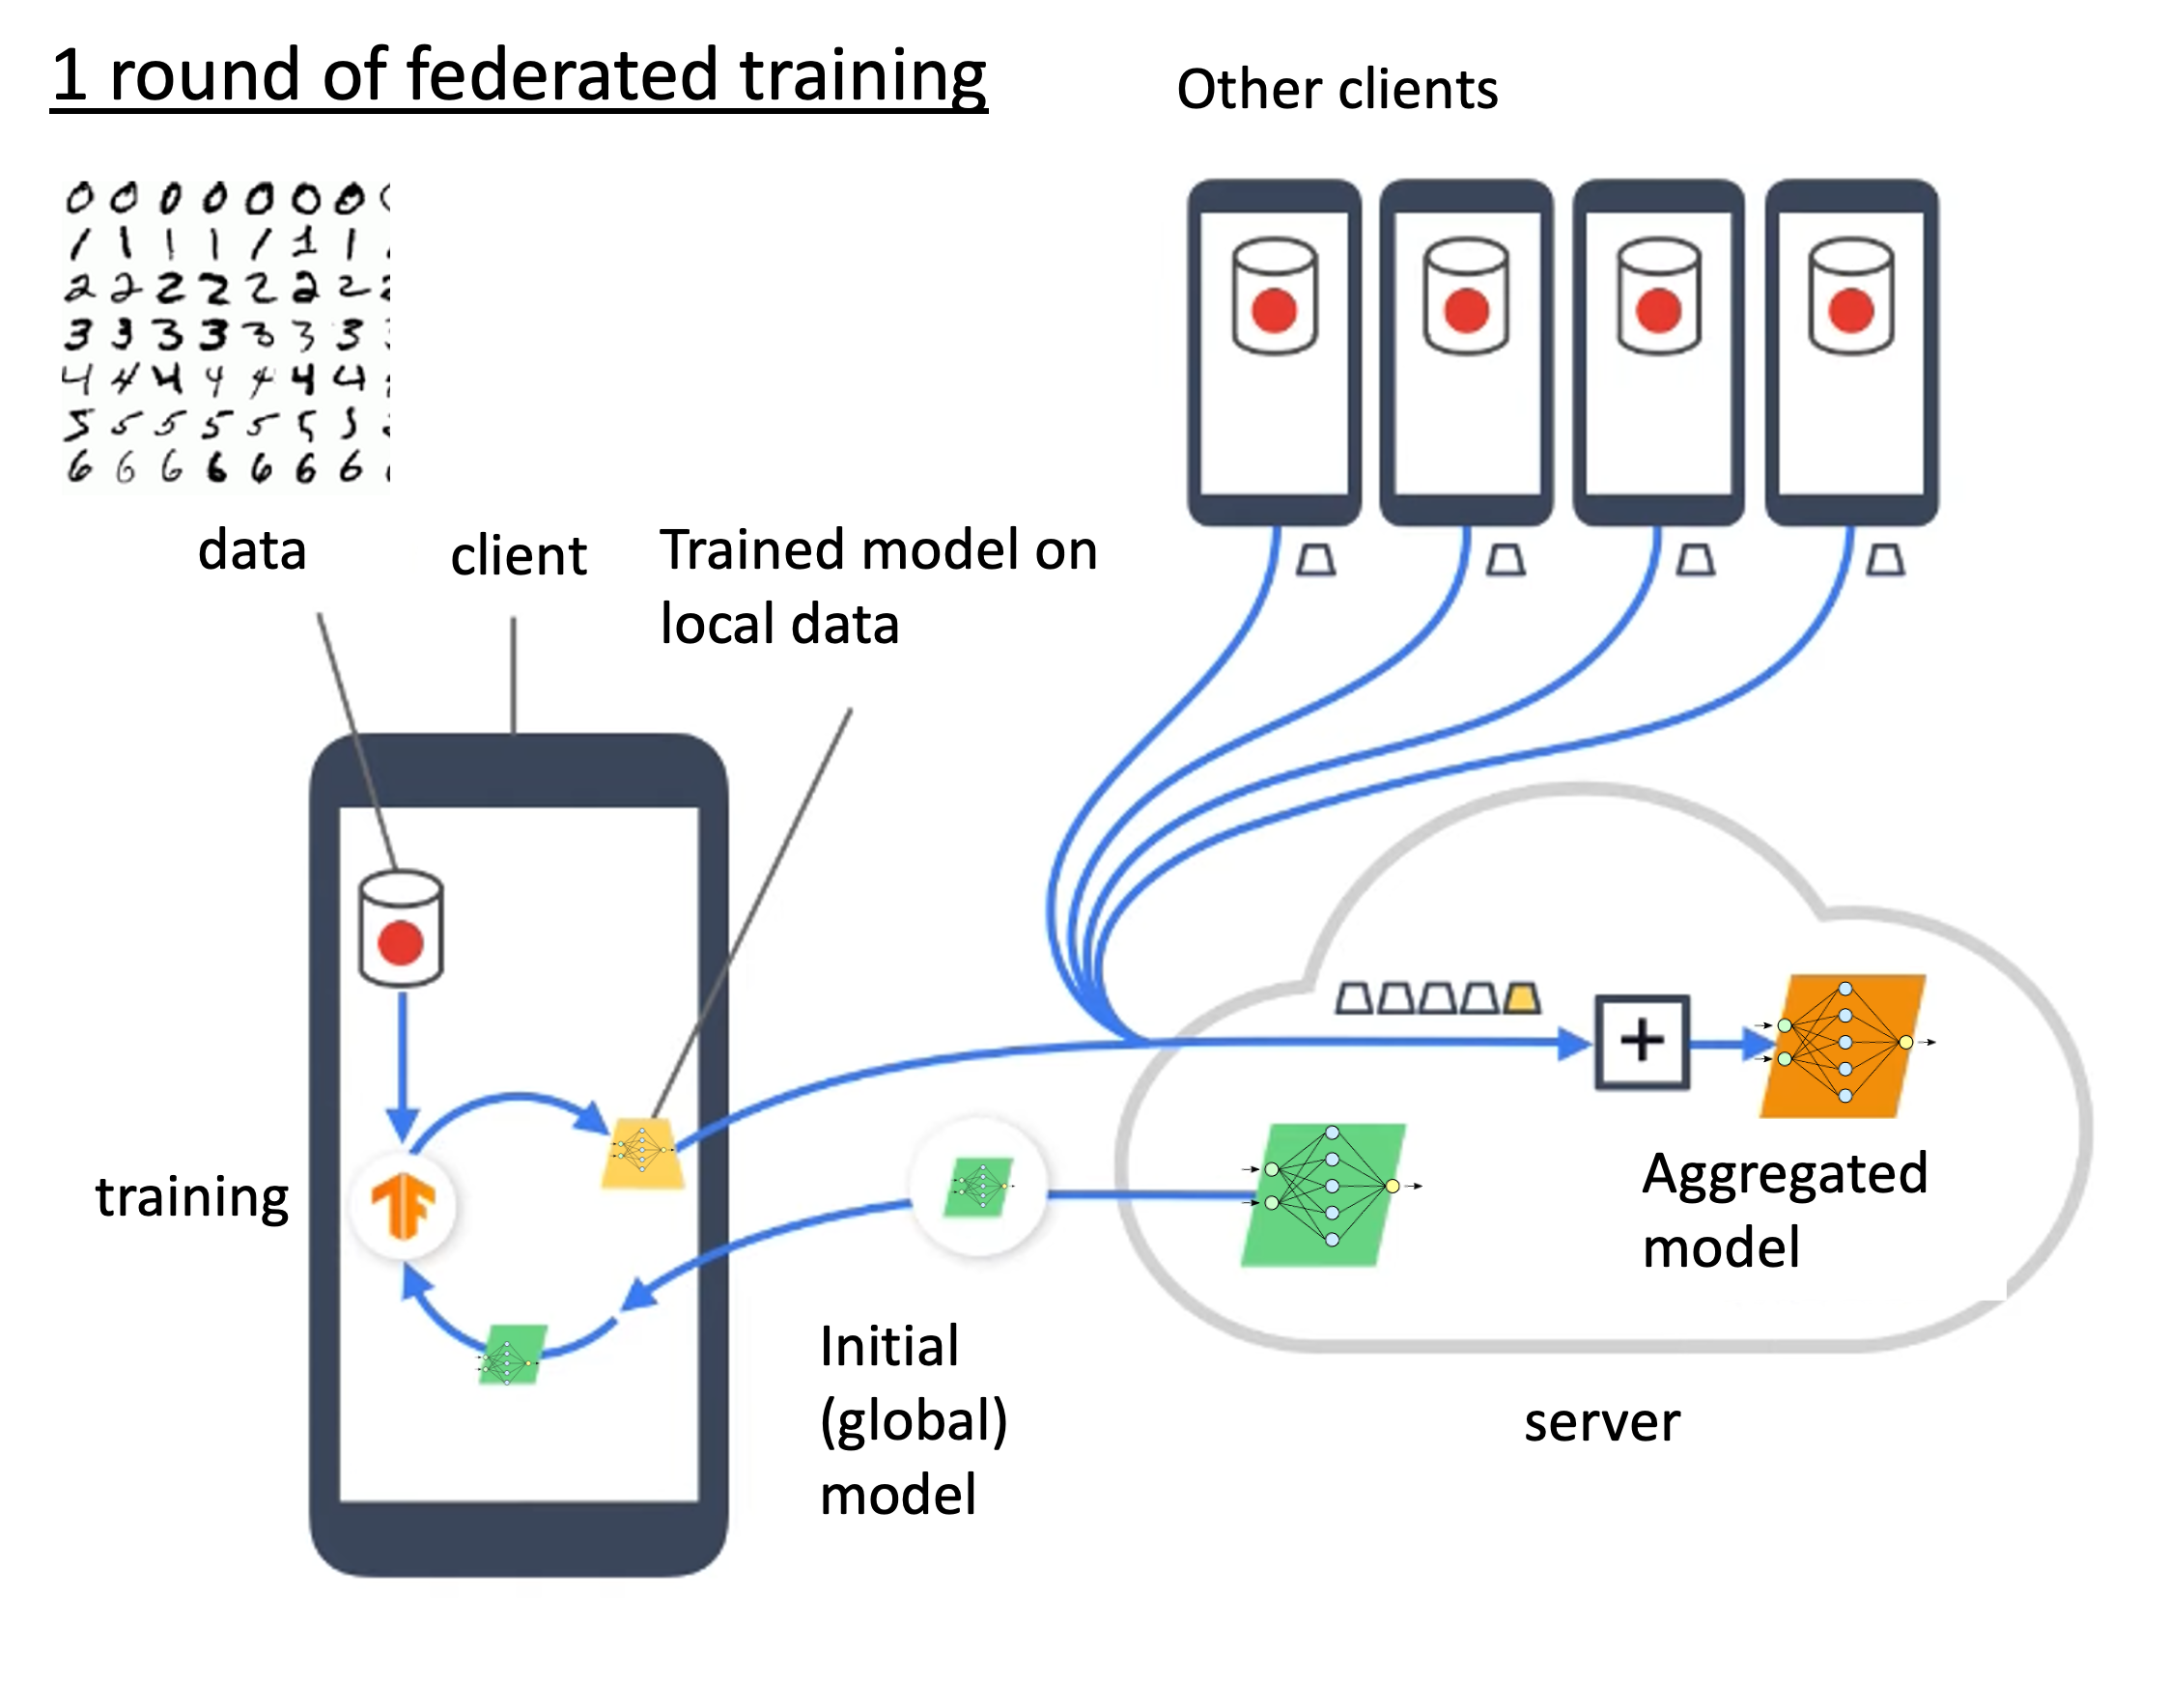 1 round of federated training
Other clients
0 0 0 0 0 0 0
1 1 1 1 1 1 1
2 2 2 2 2 2 2
3 3 3 3 3 3 3
4 4 4 4 4 4 4
5 5 5 5 5 5 5
6 6 6 6 6 6 6
data
client
Trained model on
local data
training
+
Aggregated
model
Initial
(global)
model
server